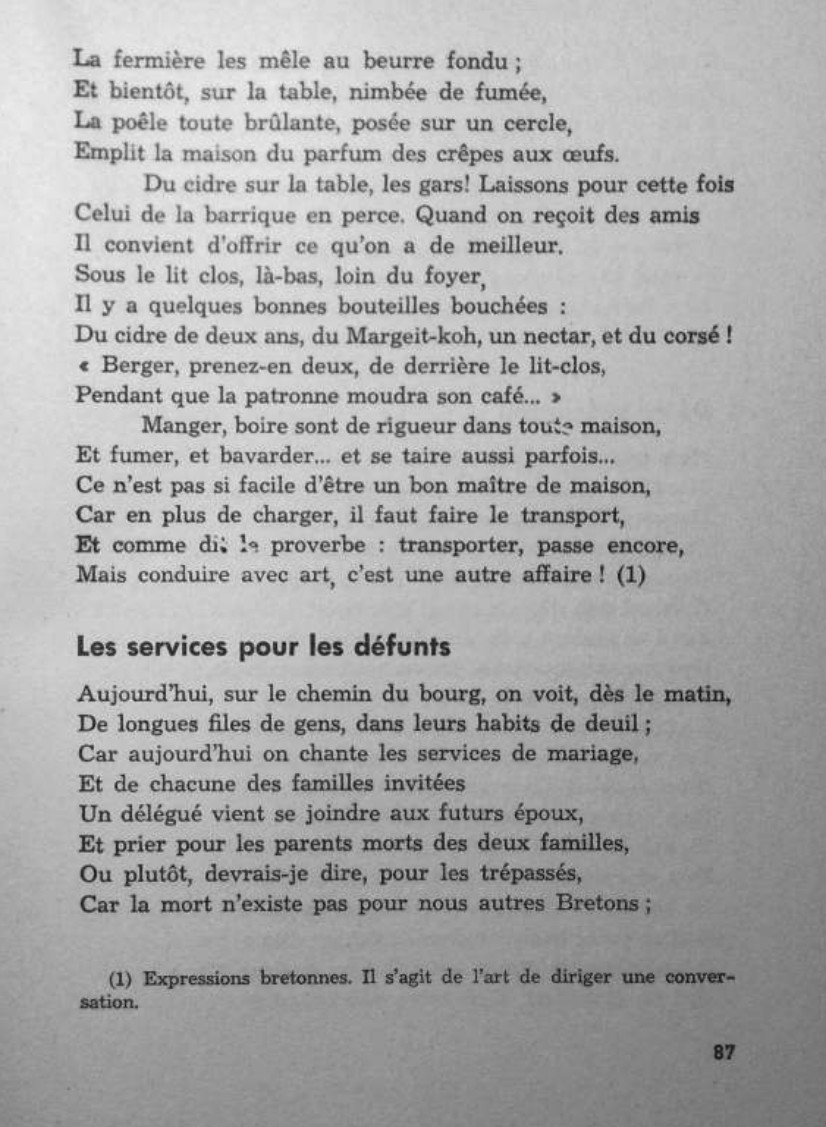 La fermière les mêle au beurre fondu ;
Et bientôt, sur la table, nimbée de fumée,
La poêle toute brûlante, posée sur un cercle,
Emplit la maison du parfum des crêpes aux œufs.
Du cidre sur la table, les gars! Laissons pour cette fois
Celui de la barrique en perce. Quand on reçoit des amis
Il convient d'offrir ce qu'on a de meilleur.
Sous le lit clos, là-bas, loin du foyer,
Il y a quelques bonnes bouteilles bouchées :
Du cidre de deux ans, du Margeit-koh, un nectar, et du corsé !
« Berger, prenez-en deux, de derrière le lit-clos,
Pendant que la patronne moudra son café... »
Manger, boire sont de rigueur dans toute maison,
Et fumer, et bavarder... et se taire aussi parfois...
Ce n'est pas si facile d'être un bon maître de maison,
Car en plus de charger, il faut faire le transport,
Et comme dit le proverbe : transporter, passe encore,
Mais conduire avec art, c'est une autre affaire ! (1)
Les services pour les défunts
Aujourd'hui, sur le chemin du bourg, on voit, dès le matin,
De longues files de gens, dans leurs habits de deuil ;
Car aujourd'hui on chante les services de mariage,
Et de chacune des familles invitées
Un délégué vient se joindre aux futurs époux,
Et prier pour les parents morts des deux familles,
Ou plutôt, devrais-je dire, pour les trépassés,
Car la mort n'existe pas pour nous autres Bretons ;
(1) Expressions bretonnes. Il s'agit de l'art de diriger une conver-
sation.
87